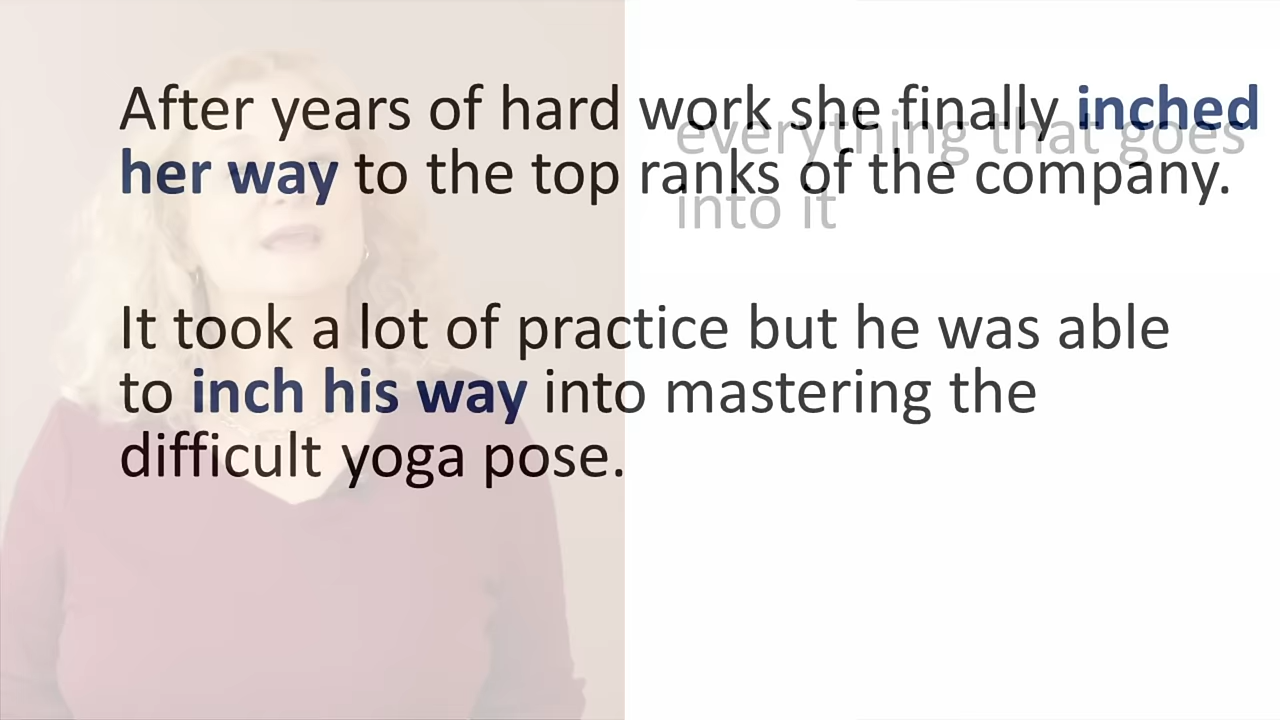 After years of hard work she finally inched
her way to the top ranks of the company.
everything that goes
into it
It took a lot of practice but he was able
to inch his way into mastering the
difficult yoga pose.